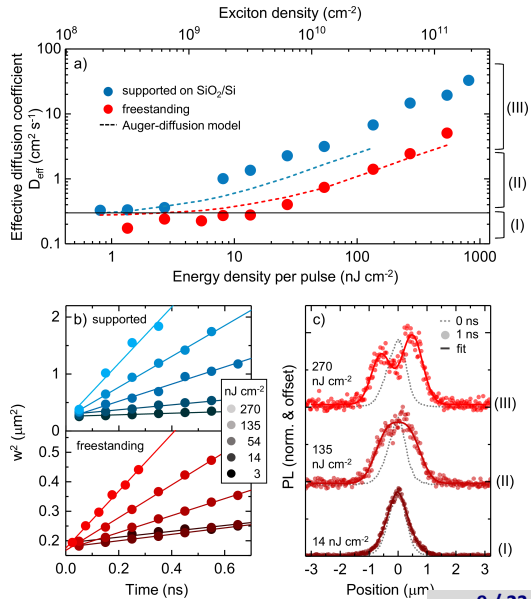 Exciton density (cm⁻²)
10⁸ 10⁹ 10¹⁰ 10¹¹
Effective diffusion coefficient
D_eff (cm² s⁻¹)
100
10
1
0.1
a)
supported on SiO₂/Si
freestanding
Auger-diffusion model
(III)
(II)
(I)
1 10 100 1000
Energy density per pulse (nJ cm⁻²)
b) supported
2
1
0
w² (μm²)
nJ cm⁻²
270
135
54
14
3
freestanding
0.5
0.4
0.3
0.2
0.0 0.2 0.4 0.6
Time (ns)
c)
0 ns
1 ns
fit
PL (norm. & offset)
270
nJ cm⁻²
(III)
135
nJ cm⁻²
(II)
14 nJ cm⁻²
(I)
-3 -2 -1 0 1 2 3
Position (μm)